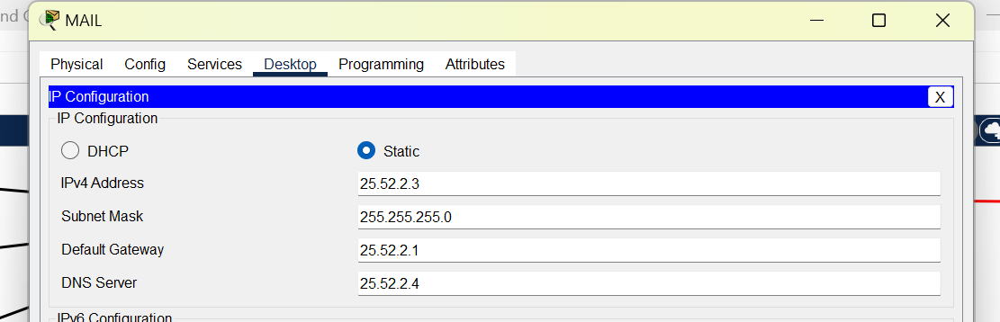 nd
MAIL
Physical Config Services Desktop Programming Attributes
IP Configuration X
IP Configuration
DHCP Static
IPv4 Address 25.52.2.3
Subnet Mask 255.255.255.0
Default Gateway 25.52.2.1
DNS Server 25.52.2.4
IPv6 Configuration